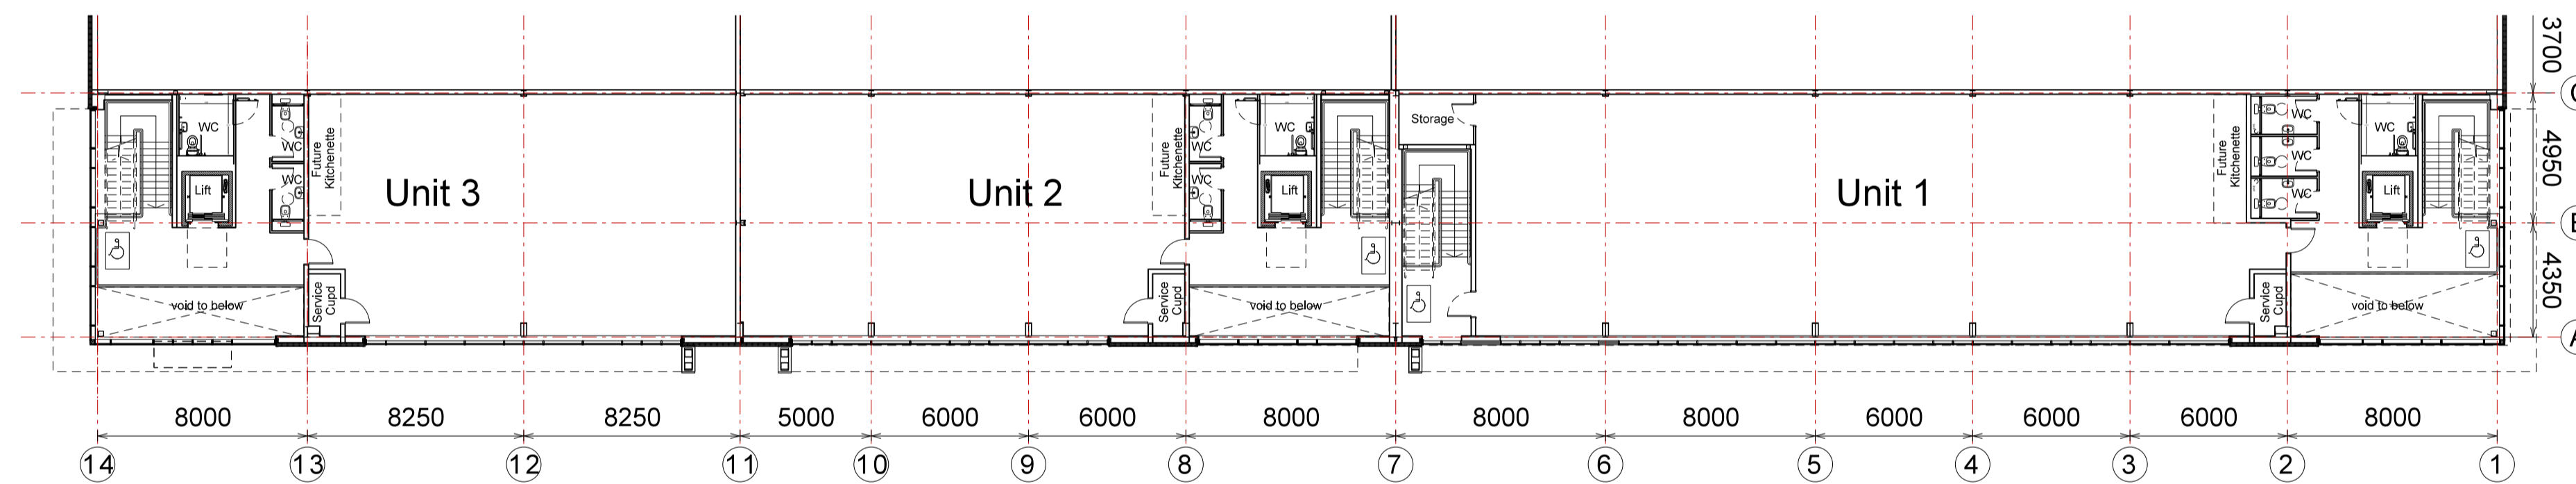 3700
C
WC
WC
WC
Lift
Future
Kitchenette
Unit 3
void to below
Service
Cupd
Unit 2
Future
Kitchenette
WC
WC
WC
Lift
Service
Cupd
void to below
Storage
Unit 1
Future
Kitchenette
WC
WC
WC
WC
Lift
Service
Cupd
void to below
4950
B
4350
A
8000
8250
8250
5000
6000
6000
8000
8000
8000
6000
6000
6000
8000
14
13
12
11
10
9
8
7
6
5
4
3
2
1